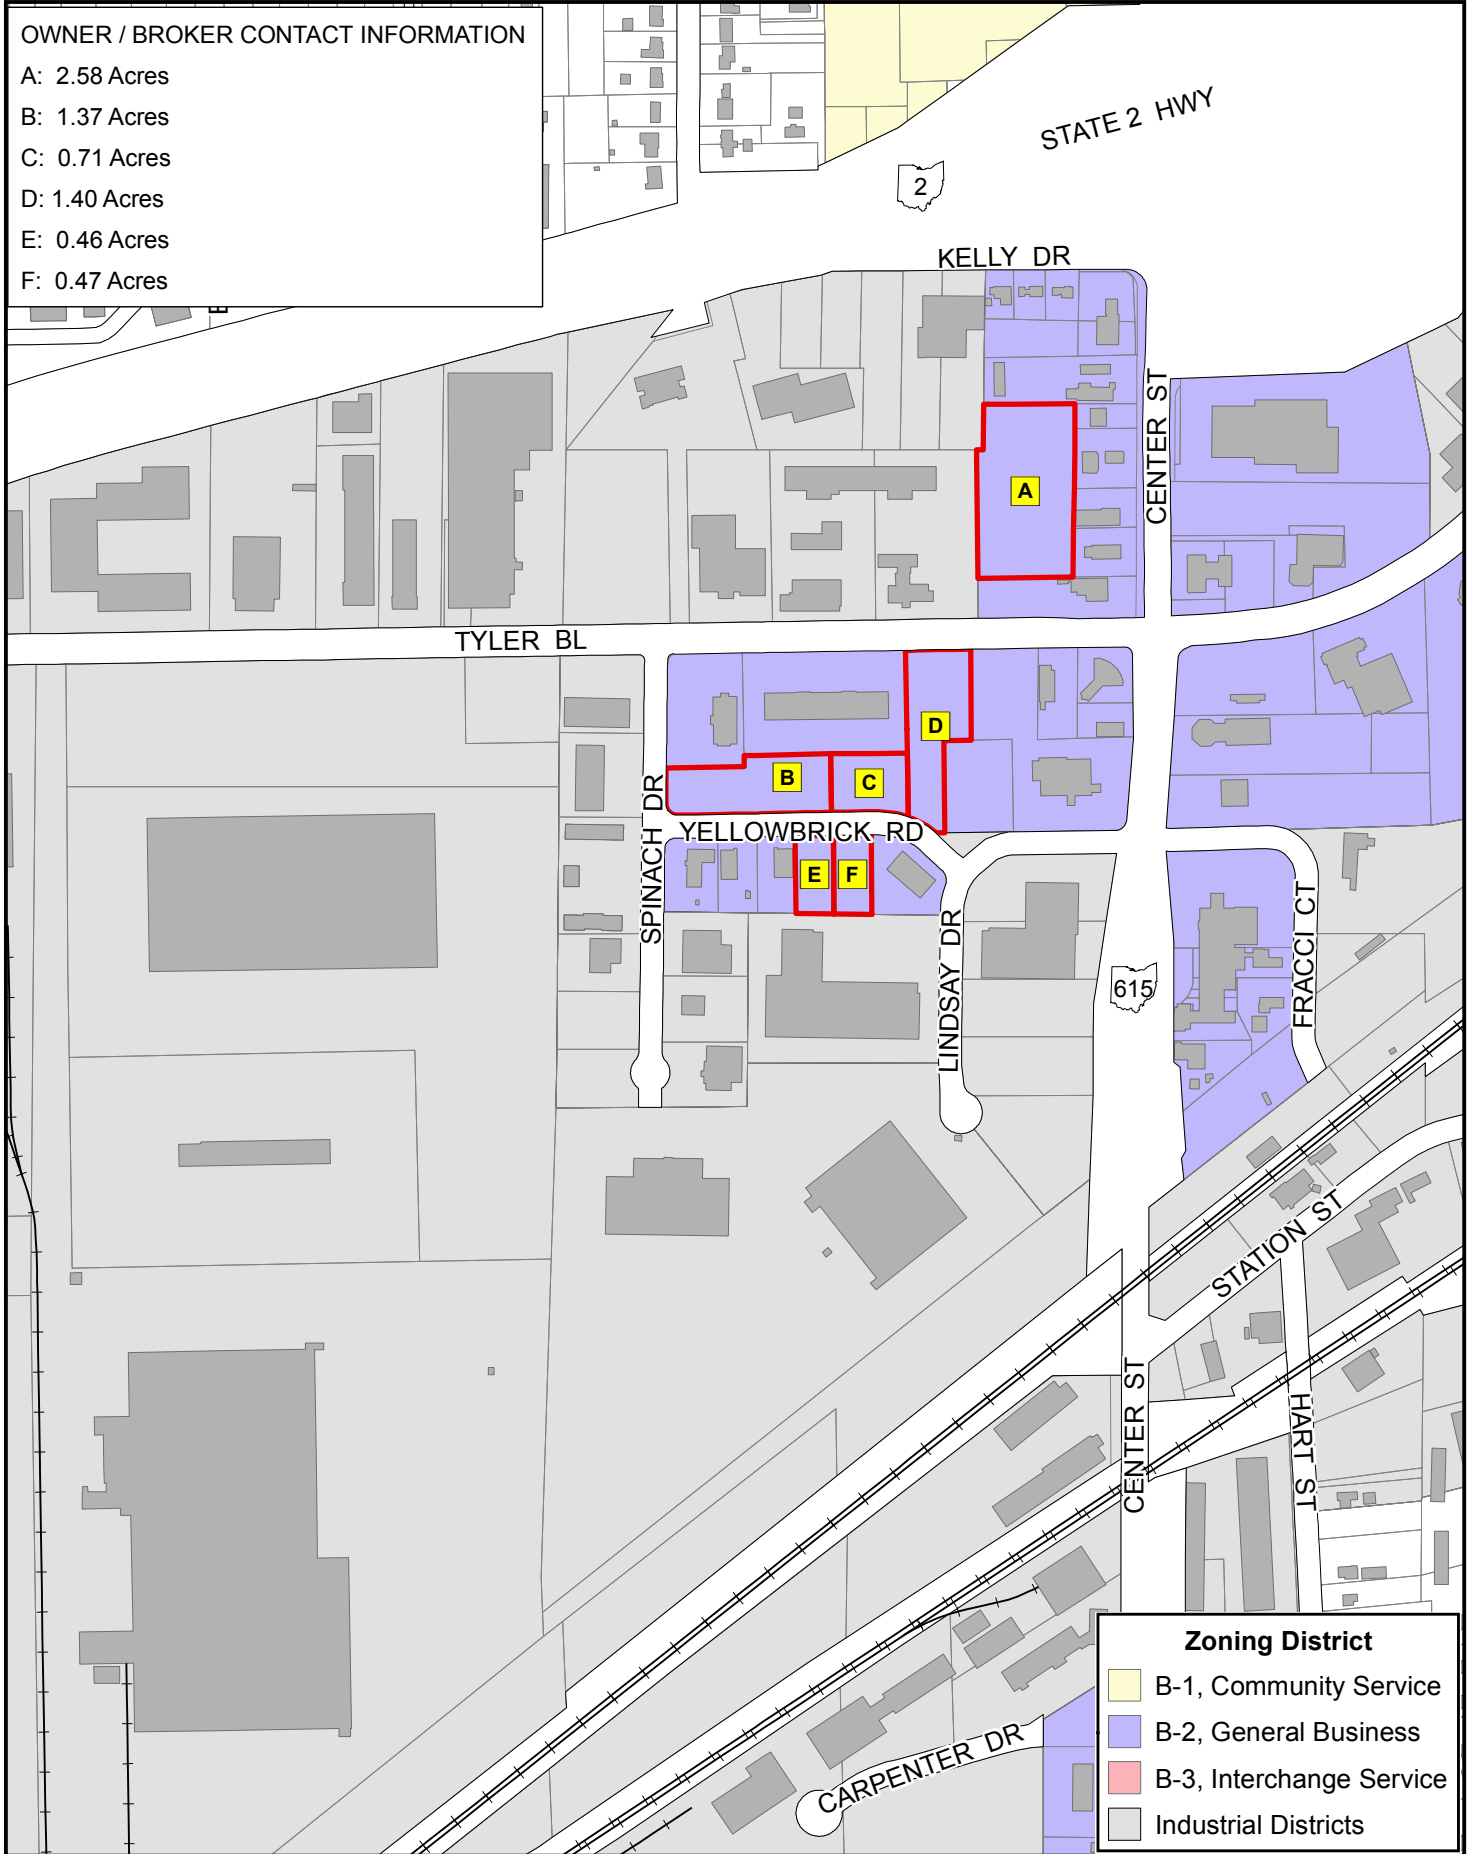 OWNER / BROKER CONTACT INFORMATION
A: 2.58 Acres
B: 1.37 Acres
C: 0.71 Acres
D: 1.40 Acres
E: 0.46 Acres
F: 0.47 Acres
STATE 2 HWY
2
KELLY DR
CENTER ST
A
TYLER BL
D
B
C
SPINACH DR
YELLOWBRICK RD
E
F
LINDSAY DR
FRACCI CT
615
STATION ST
CENTER ST
HART ST
CARPENTER DR
Zoning District
B-1, Community Service
B-2, General Business
B-3, Interchange Service
Industrial Districts